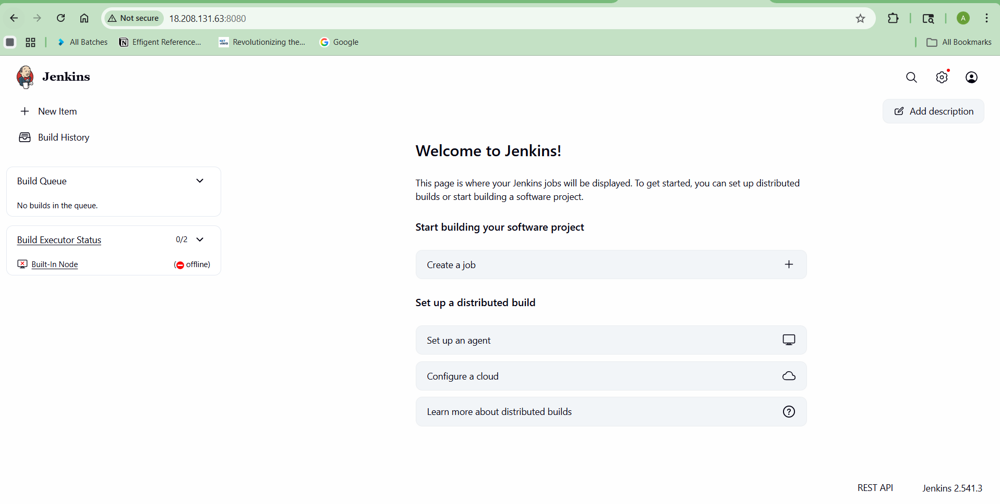 Not secure 18.208.131.63:8080
A
All Batches Effigent Reference... NXT WAVE Revolutionizing the... Google All Bookmarks
Jenkins
New Item
Add description
Build History
Welcome to Jenkins!
Build Queue
No builds in the queue.
This page is where your Jenkins jobs will be displayed. To get started, you can set up distributed
builds or start building a software project.
Start building your software project
Build Executor Status 0/2
Built-In Node (offline)
Create a job
Set up a distributed build
Set up an agent
Configure a cloud
Learn more about distributed builds
REST API Jenkins 2.541.3